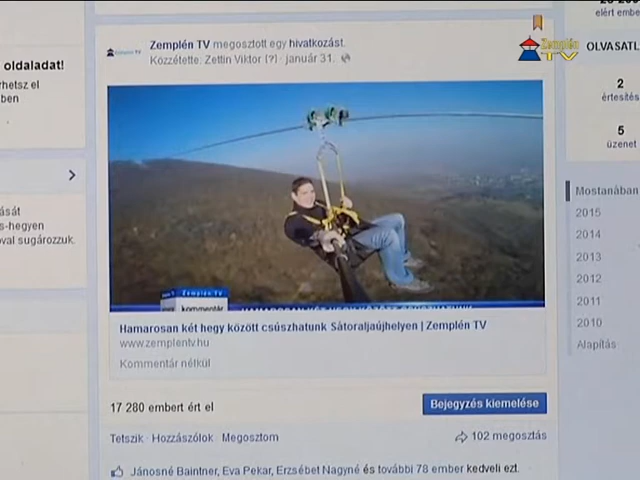 oldaladat!
rhetsz el
ben
ását
s-hegyen
val sugározzuk.
Zemplén TV megosztott egy hivatkozást.
Közzétette: Zettin Viktor [?] · január 31.
Zemplén TV
kommentár
Hamarosan két hegy között csúszhatunk Sátoraljaújhelyen | Zemplén TV
www.zemplentv.hu
Kommentár nélkül
17 280 embert ért el
Bejegyzés kiemelése
Tetszik · Hozzászólok · Megosztom
102 megosztás
Jánosné Baintner, Eva Pekar, Erzsébet Nagyné és további 78 ember kedveli ezt.
Zemplén
TV
elért embe
OLVASATL
2
értesítés
5
üzenet
Mostanában
2015
2014
2013
2012
2011
2010
Alapítás